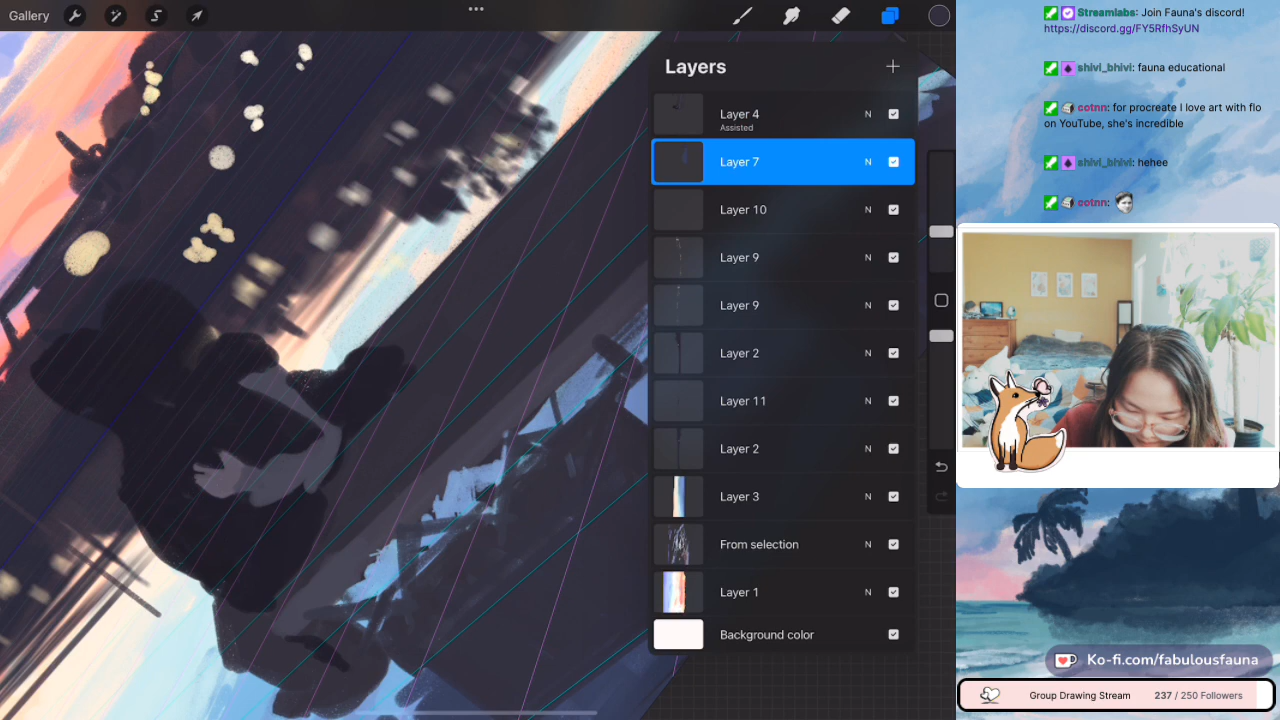 Gallery
Layers
Layer 4
N
Assisted
Layer 7
N
Layer 10
N
Layer 9
N
Layer 9
N
Layer 2
N
Layer 11
N
Layer 2
N
Layer 3
N
From selection
N
Layer 1
N
Background color
Streamlabs: Join Fauna's discord!
https://discord.gg/FY5RfhSyUN
shivi_bhivi: fauna educational
cotnn: for procreate I love art with flo
on YouTube, she's incredible
shivi_bhivi: hehee
cotnn:
Ko-fi.com/fabulousfauna
Group Drawing Stream 237 / 250 Followers